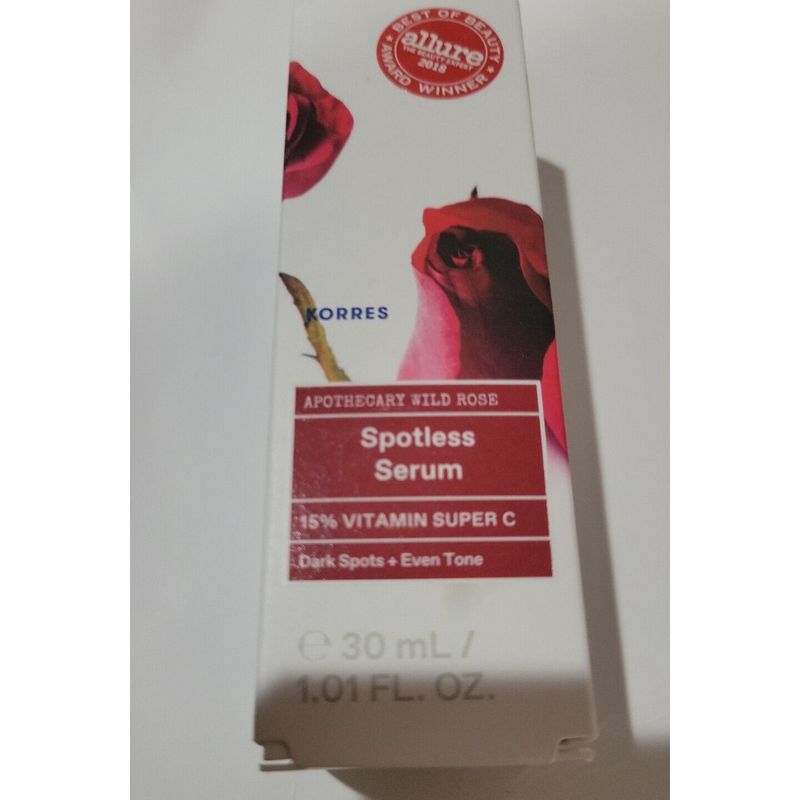 BEST OF BEAUTY
allure
THE BEAUTY EXPERT
2018
AWARD WINNER
KORRES
APOTHECARY WILD ROSE
Spotless
Serum
15% VITAMIN SUPER C
Dark Spots + Even Tone
℮ 30 mL /
1.01 FL. OZ.